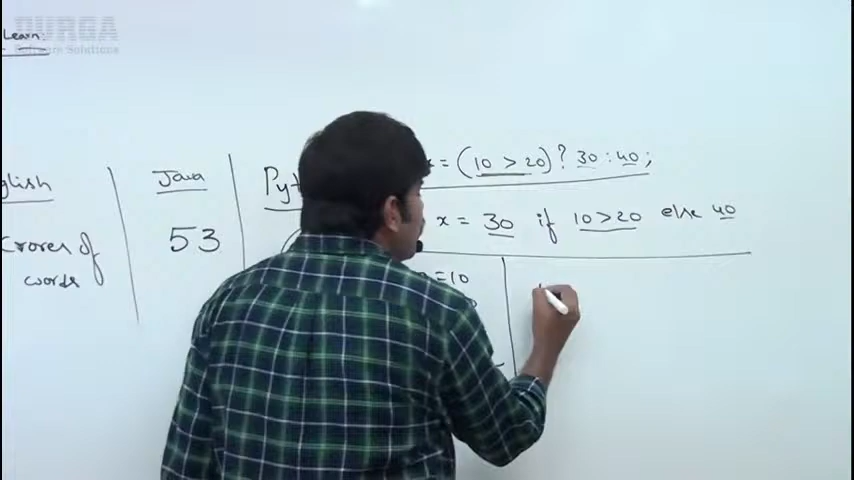 DURGA
Software Solutions
Learn:
glish
Crores of
words
Java
53
Pyt
x = (10 > 20) ? 30 : 40 ;
x = 30 if 10 > 20 else 40
= 10